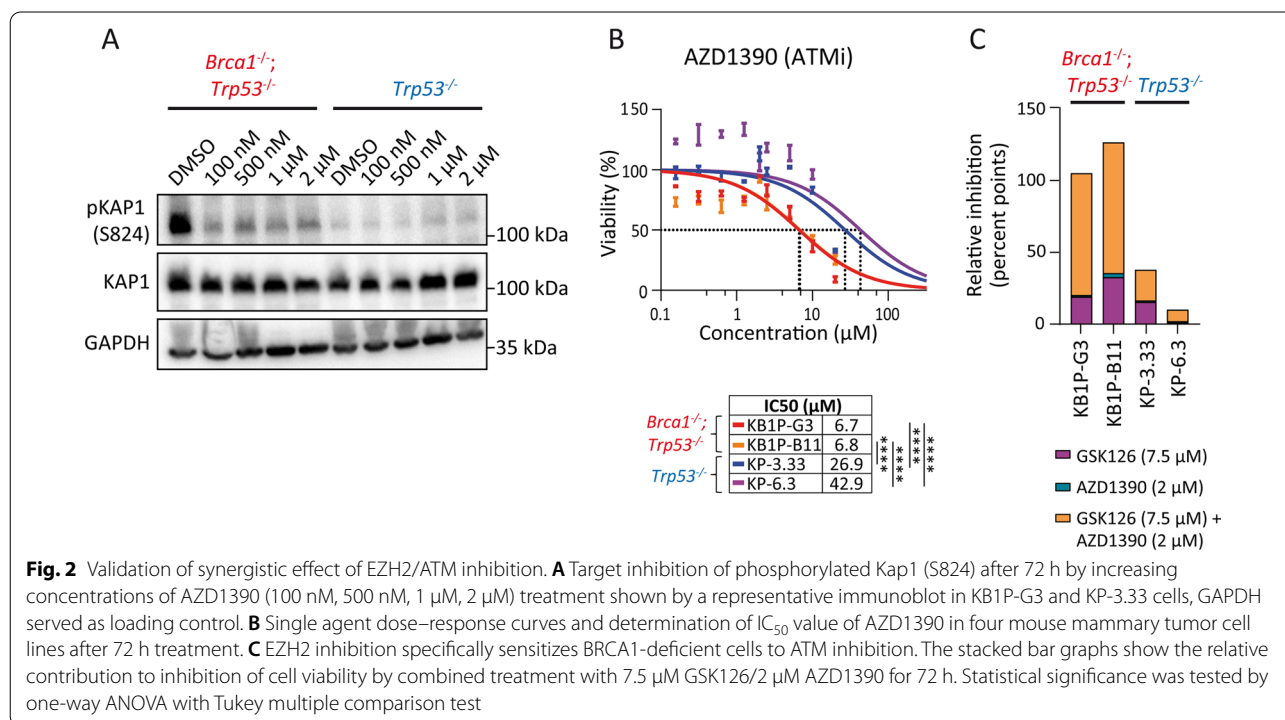 A
Brca1-/-;
Trp53-/-
Trp53-/-
DMSO
100 nM
500 nM
1 µM
2 µM
DMSO
100 nM
500 nM
1 µM
2 µM
pKAP1
(S824)
100 kDa
KAP1
100 kDa
GAPDH
35 kDa
B
AZD1390 (ATMi)
Viability (%)
150
100
50
0
0.1
1
10
100
Concentration (µM)
IC50 (µM)
Brca1-/-;
Trp53-/-
KB1P-G3 6.7
KB1P-B11 6.8
Trp53-/-
KP-3.33 26.9
KP-6.3 42.9
****
****
****
****
C
Brca1-/-;
Trp53-/- Trp53-/-
Relative inhibition
(percent points)
150
100
50
0
KB1P-G3
KB1P-B11
KP-3.33
KP-6.3
GSK126 (7.5 µM)
AZD1390 (2 µM)
GSK126 (7.5 µM) +
AZD1390 (2 µM)
Fig. 2 Validation of synergistic effect of EZH2/ATM inhibition. A Target inhibition of phosphorylated Kap1 (S824) after 72 h by increasing
concentrations of AZD1390 (100 nM, 500 nM, 1 µM, 2 µM) treatment shown by a representative immunoblot in KB1P-G3 and KP-3.33 cells, GAPDH
served as loading control. B Single agent dose–response curves and determination of IC50 value of AZD1390 in four mouse mammary tumor cell
lines after 72 h treatment. C EZH2 inhibition specifically sensitizes BRCA1-deficient cells to ATM inhibition. The stacked bar graphs show the relative
contribution to inhibition of cell viability by combined treatment with 7.5 µM GSK126/2 µM AZD1390 for 72 h. Statistical significance was tested by
one-way ANOVA with Tukey multiple comparison test